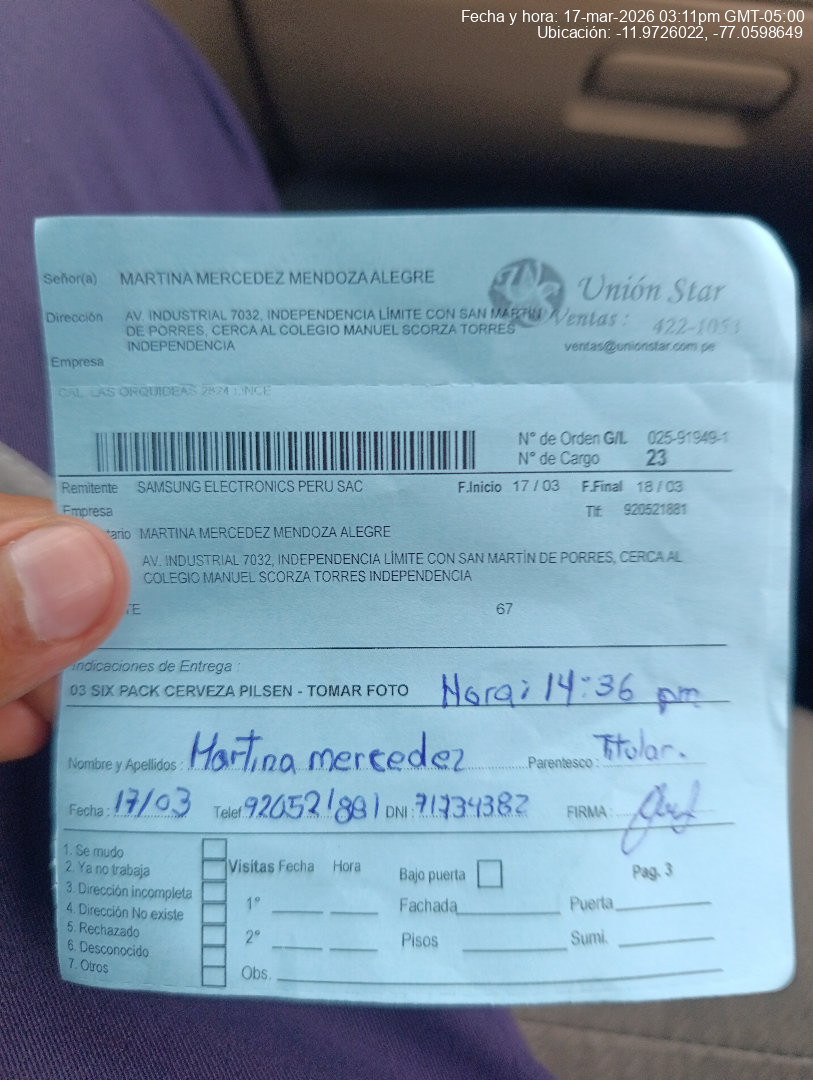 Fecha y hora: 17-mar-2026 03:11pm GMT-05:00
Ubicación: -11.9726022, -77.0598649
Señor(a) MARTINA MERCEDEZ MENDOZA ALEGRE
Unión Star
Dirección AV. INDUSTRIAL 7032, INDEPENDENCIA LÍMITE CON SAN MARTIN
DE PORRES, CERCA AL COLEGIO MANUEL SCORZA TORRES
INDEPENDENCIA
Ventas: 422-1053
ventas@unionstar.com.pe
Empresa
CAL. LAS ORQUIDEAS 2874 LINCE
N° de Orden G/L 025-91949-1
N° de Cargo 23
Remitente SAMSUNG ELECTRONICS PERU SAC F.Inicio 17 / 03 F.Final 18 / 03
Empresa Tlf: 920521881
tario MARTINA MERCEDEZ MENDOZA ALEGRE
AV. INDUSTRIAL 7032, INDEPENDENCIA LÍMITE CON SAN MARTÍN DE PORRES, CERCA AL
COLEGIO MANUEL SCORZA TORRES INDEPENDENCIA
TE 67
Indicaciones de Entrega :
03 SIX PACK CERVEZA PILSEN - TOMAR FOTO Hora: 14:36 pm
Nombre y Apellidos : Martina mercedez Parentesco : Titular.
Fecha : 17/03 Telef 920521881 DNI : 71734382 FIRMA :
1. Se mudo
2. Ya no trabaja
3. Dirección incompleta
4. Dirección No existe
5. Rechazado
6. Desconocido
7. Otros
Visitas Fecha Hora Bajo puerta Pag. 3
1° Fachada Puerta
2° Pisos Sumi.
Obs.